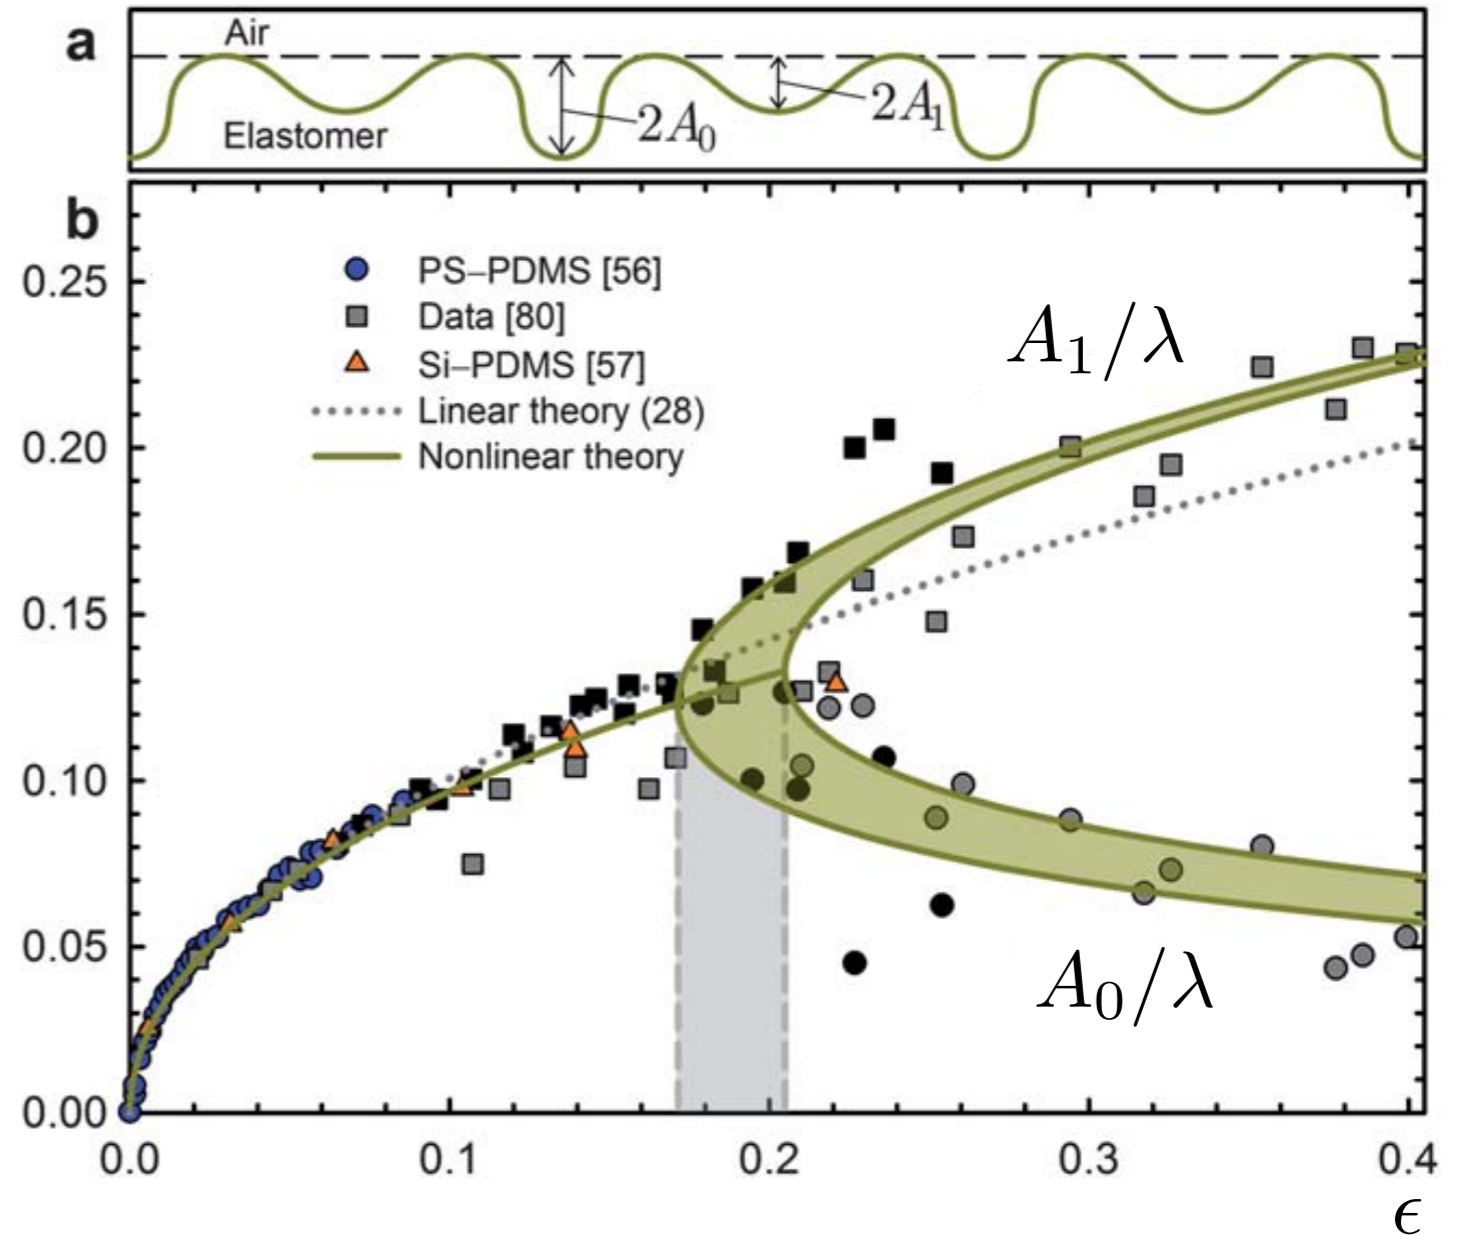 a
Air
2A₀
2A₁
Elastomer
b
PS–PDMS [56]
Data [80]
Si–PDMS [57]
Linear theory (28)
Nonlinear theory
A₁/λ
A₀/λ
0.25
0.20
0.15
0.10
0.05
0.00
0.0 0.1 0.2 0.3 0.4
ϵ